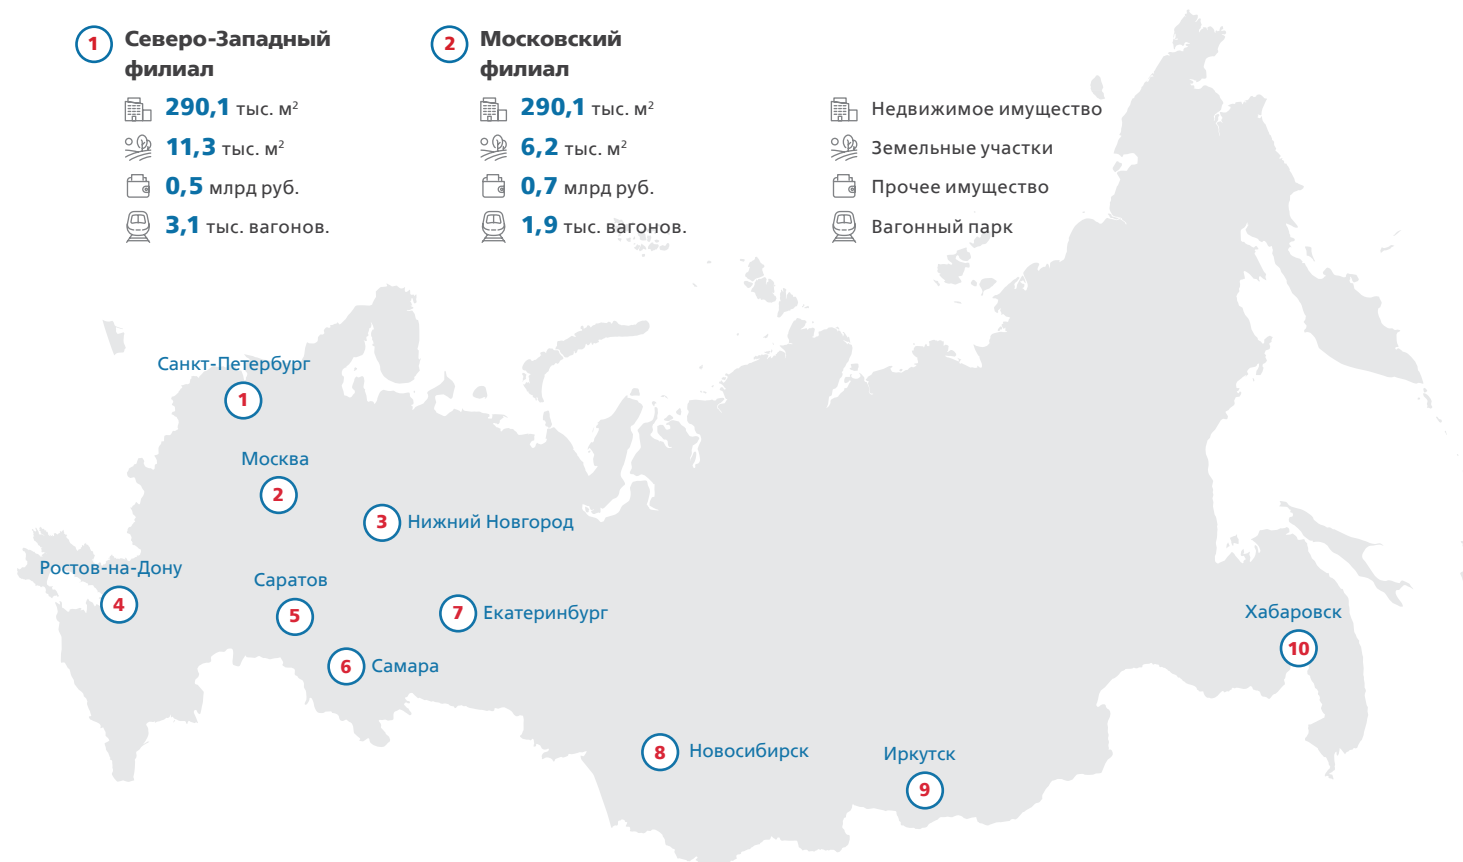 1 Северо-Западный
филиал
290,1 тыс. м²
11,3 тыс. м²
0,5 млрд руб.
3,1 тыс. вагонов.
2 Московский
филиал
290,1 тыс. м²
6,2 тыс. м²
0,7 млрд руб.
1,9 тыс. вагонов.
Недвижимое имущество
Земельные участки
Прочее имущество
Вагонный парк
Санкт-Петербург
1
Москва
2
3 Нижний Новгород
Ростов-на-Дону
4
Саратов
5
7 Екатеринбург
6 Самара
Хабаровск
10
8 Новосибирск
Иркутск
9